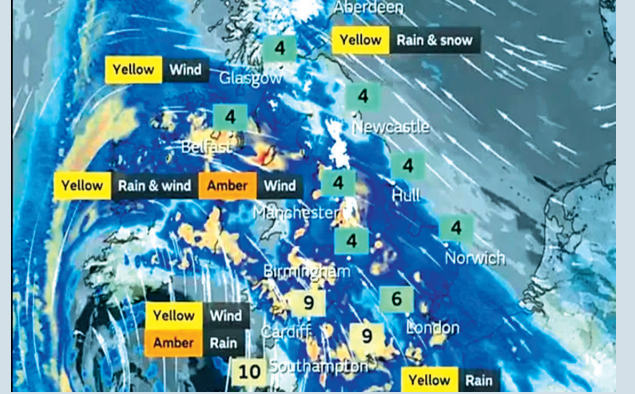 Aberdeen
Yellow Rain & snow
4
Yellow Wind
Glasgow
4
4
Newcastle
Belfast
4
Yellow Rain & wind Amber Wind
4
Hull
Manchester
4
4
Norwich
Birmingham
9
6
Yellow Wind
Cardiff
London
Amber Rain
9
10
Southampton
Yellow Rain